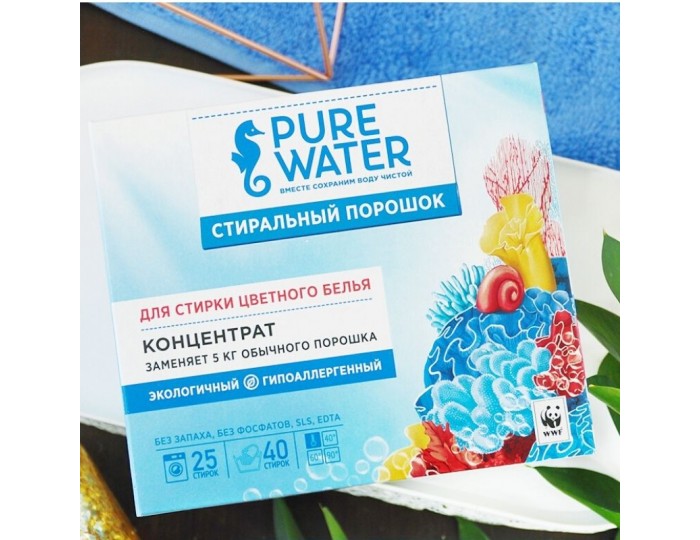 PURE
WATER
ВМЕСТЕ СОХРАНИМ ВОДУ ЧИСТОЙ
СТИРАЛЬНЫЙ ПОРОШОК
ДЛЯ СТИРКИ ЦВЕТНОГО БЕЛЬЯ
КОНЦЕНТРАТ
ЗАМЕНЯЕТ 5 КГ ОБЫЧНОГО ПОРОШКА
ЭКОЛОГИЧНЫЙ ГИПОАЛЛЕРГЕННЫЙ
БЕЗ ЗАПАХА, БЕЗ ФОСФАТОВ, SLS, EDTA
25 СТИРОК
40 СТИРОК
40°
60° 90°
WWF